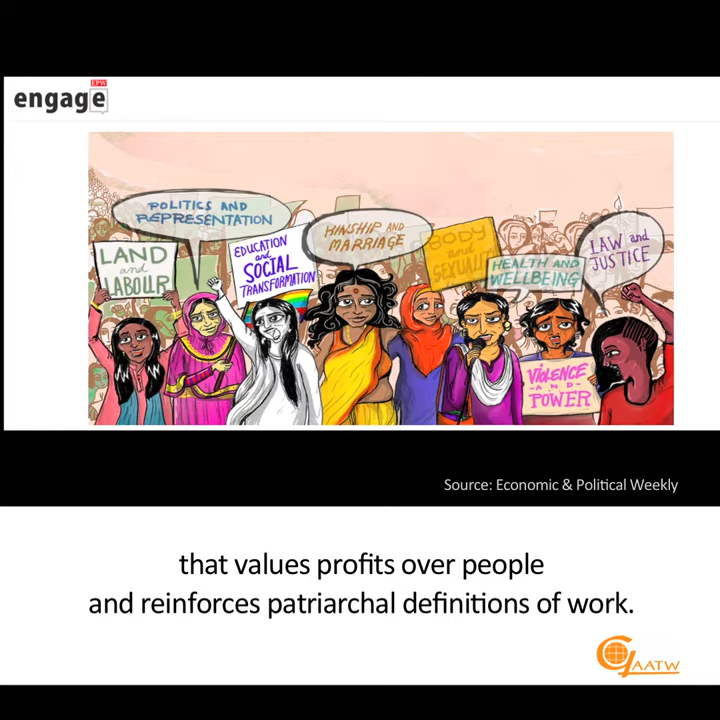 EPW
engage
POLITICS AND
REPRESENTATION
LAND
and
LABOUR
EDUCATION
and
SOCIAL
TRANSFORMATION
KINSHIP AND
MARRIAGE
BODY
and
SEXUALIT
HEALTH AND
WELLBEING
LAW and
JUSTICE
VIOLENCE
-AND-
POWER
Source: Economic & Political Weekly
that values profits over people
and reinforces patriarchal definitions of work.
GAATW